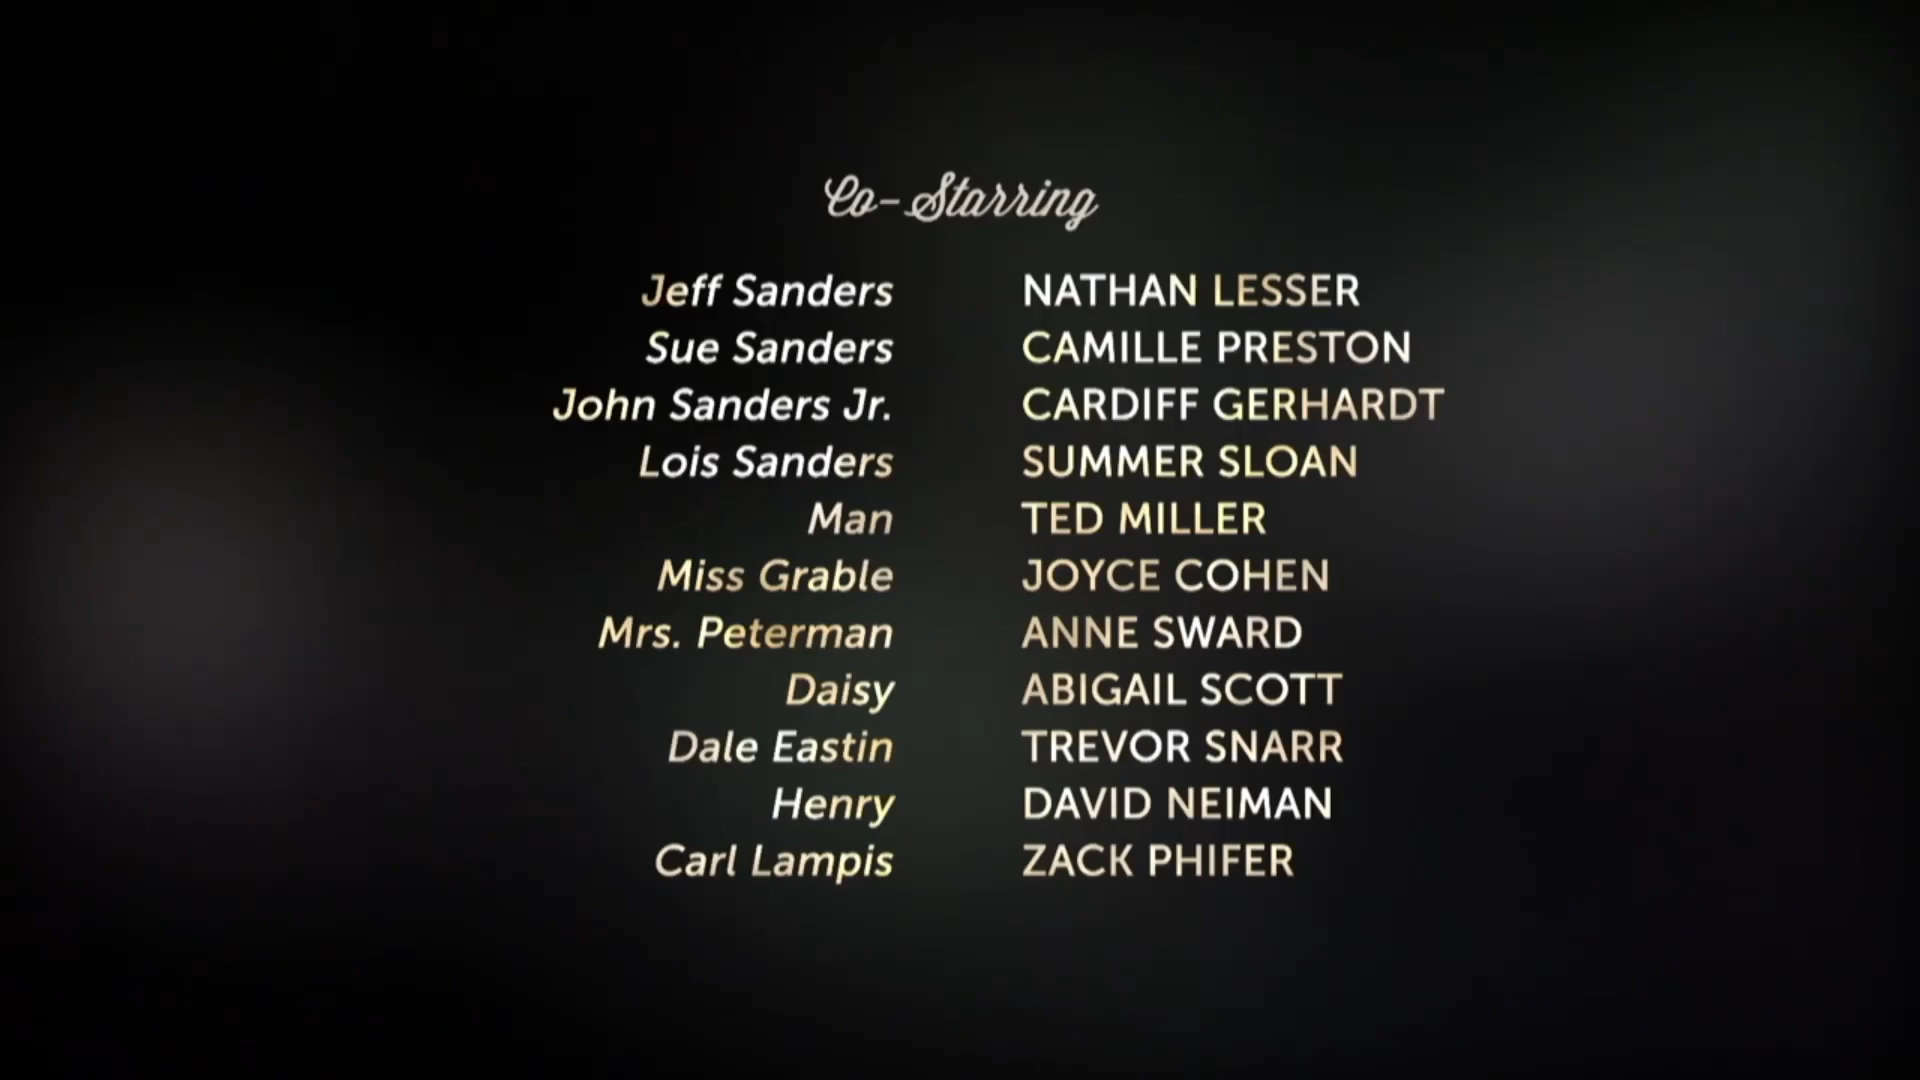 Co-Starring
Jeff Sanders NATHAN LESSER
Sue Sanders CAMILLE PRESTON
John Sanders Jr. CARDIFF GERHARDT
Lois Sanders SUMMER SLOAN
Man TED MILLER
Miss Grable JOYCE COHEN
Mrs. Peterman ANNE SWARD
Daisy ABIGAIL SCOTT
Dale Eastin TREVOR SNARR
Henry DAVID NEIMAN
Carl Lampis ZACK PHIFER